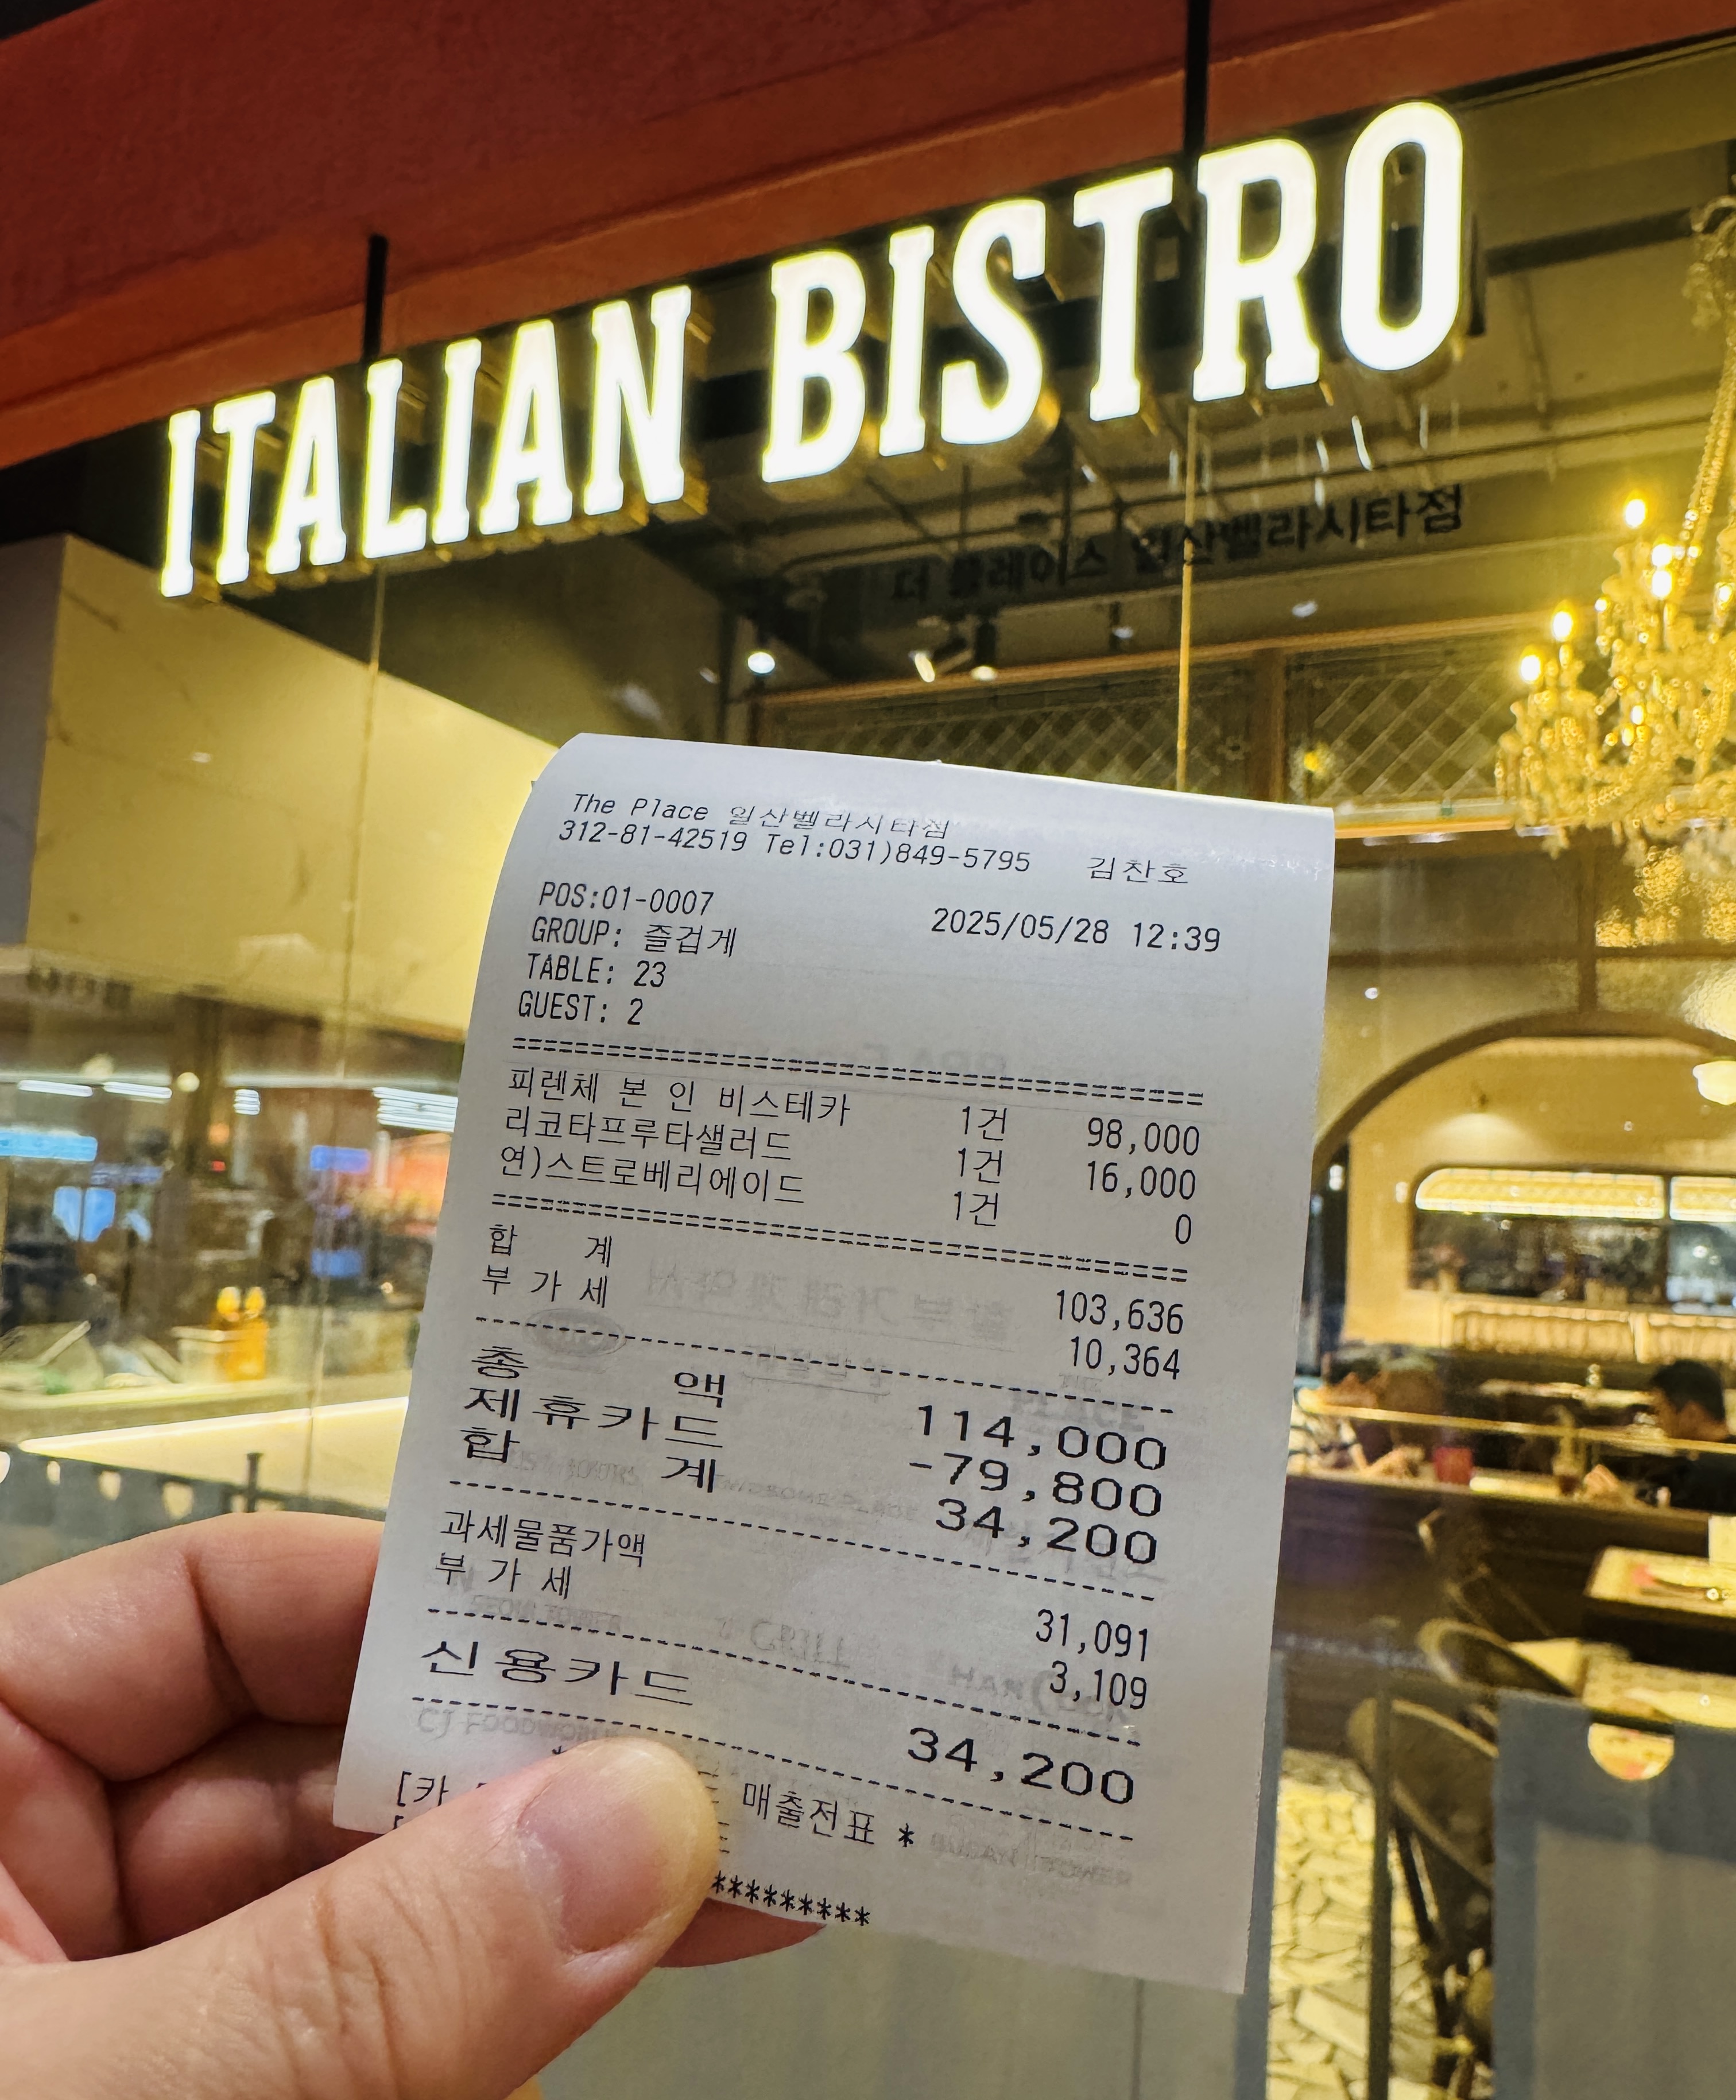 ITALIAN BISTRO
더 플레이스 일산벨라시타점
The Place 일산벨라시타점
312-81-42519 Tel:031)849-5795 김찬호
POS:01-0007 2025/05/28 12:39
GROUP: 즐겁게
TABLE: 23
GUEST: 2
========================================
피렌체 본 인 비스테카 1건 98,000
리코타프루타샐러드 1건 16,000
연)스트로베리에이드 1건 0
========================================
합 계 103,636
부 가 세 10,364
총 액 114,000
제휴카드 -79,800
합 계 34,200
과세물품가액 31,091
부 가 세 3,109
신용카드 34,200
매출전표 *
[카
*********